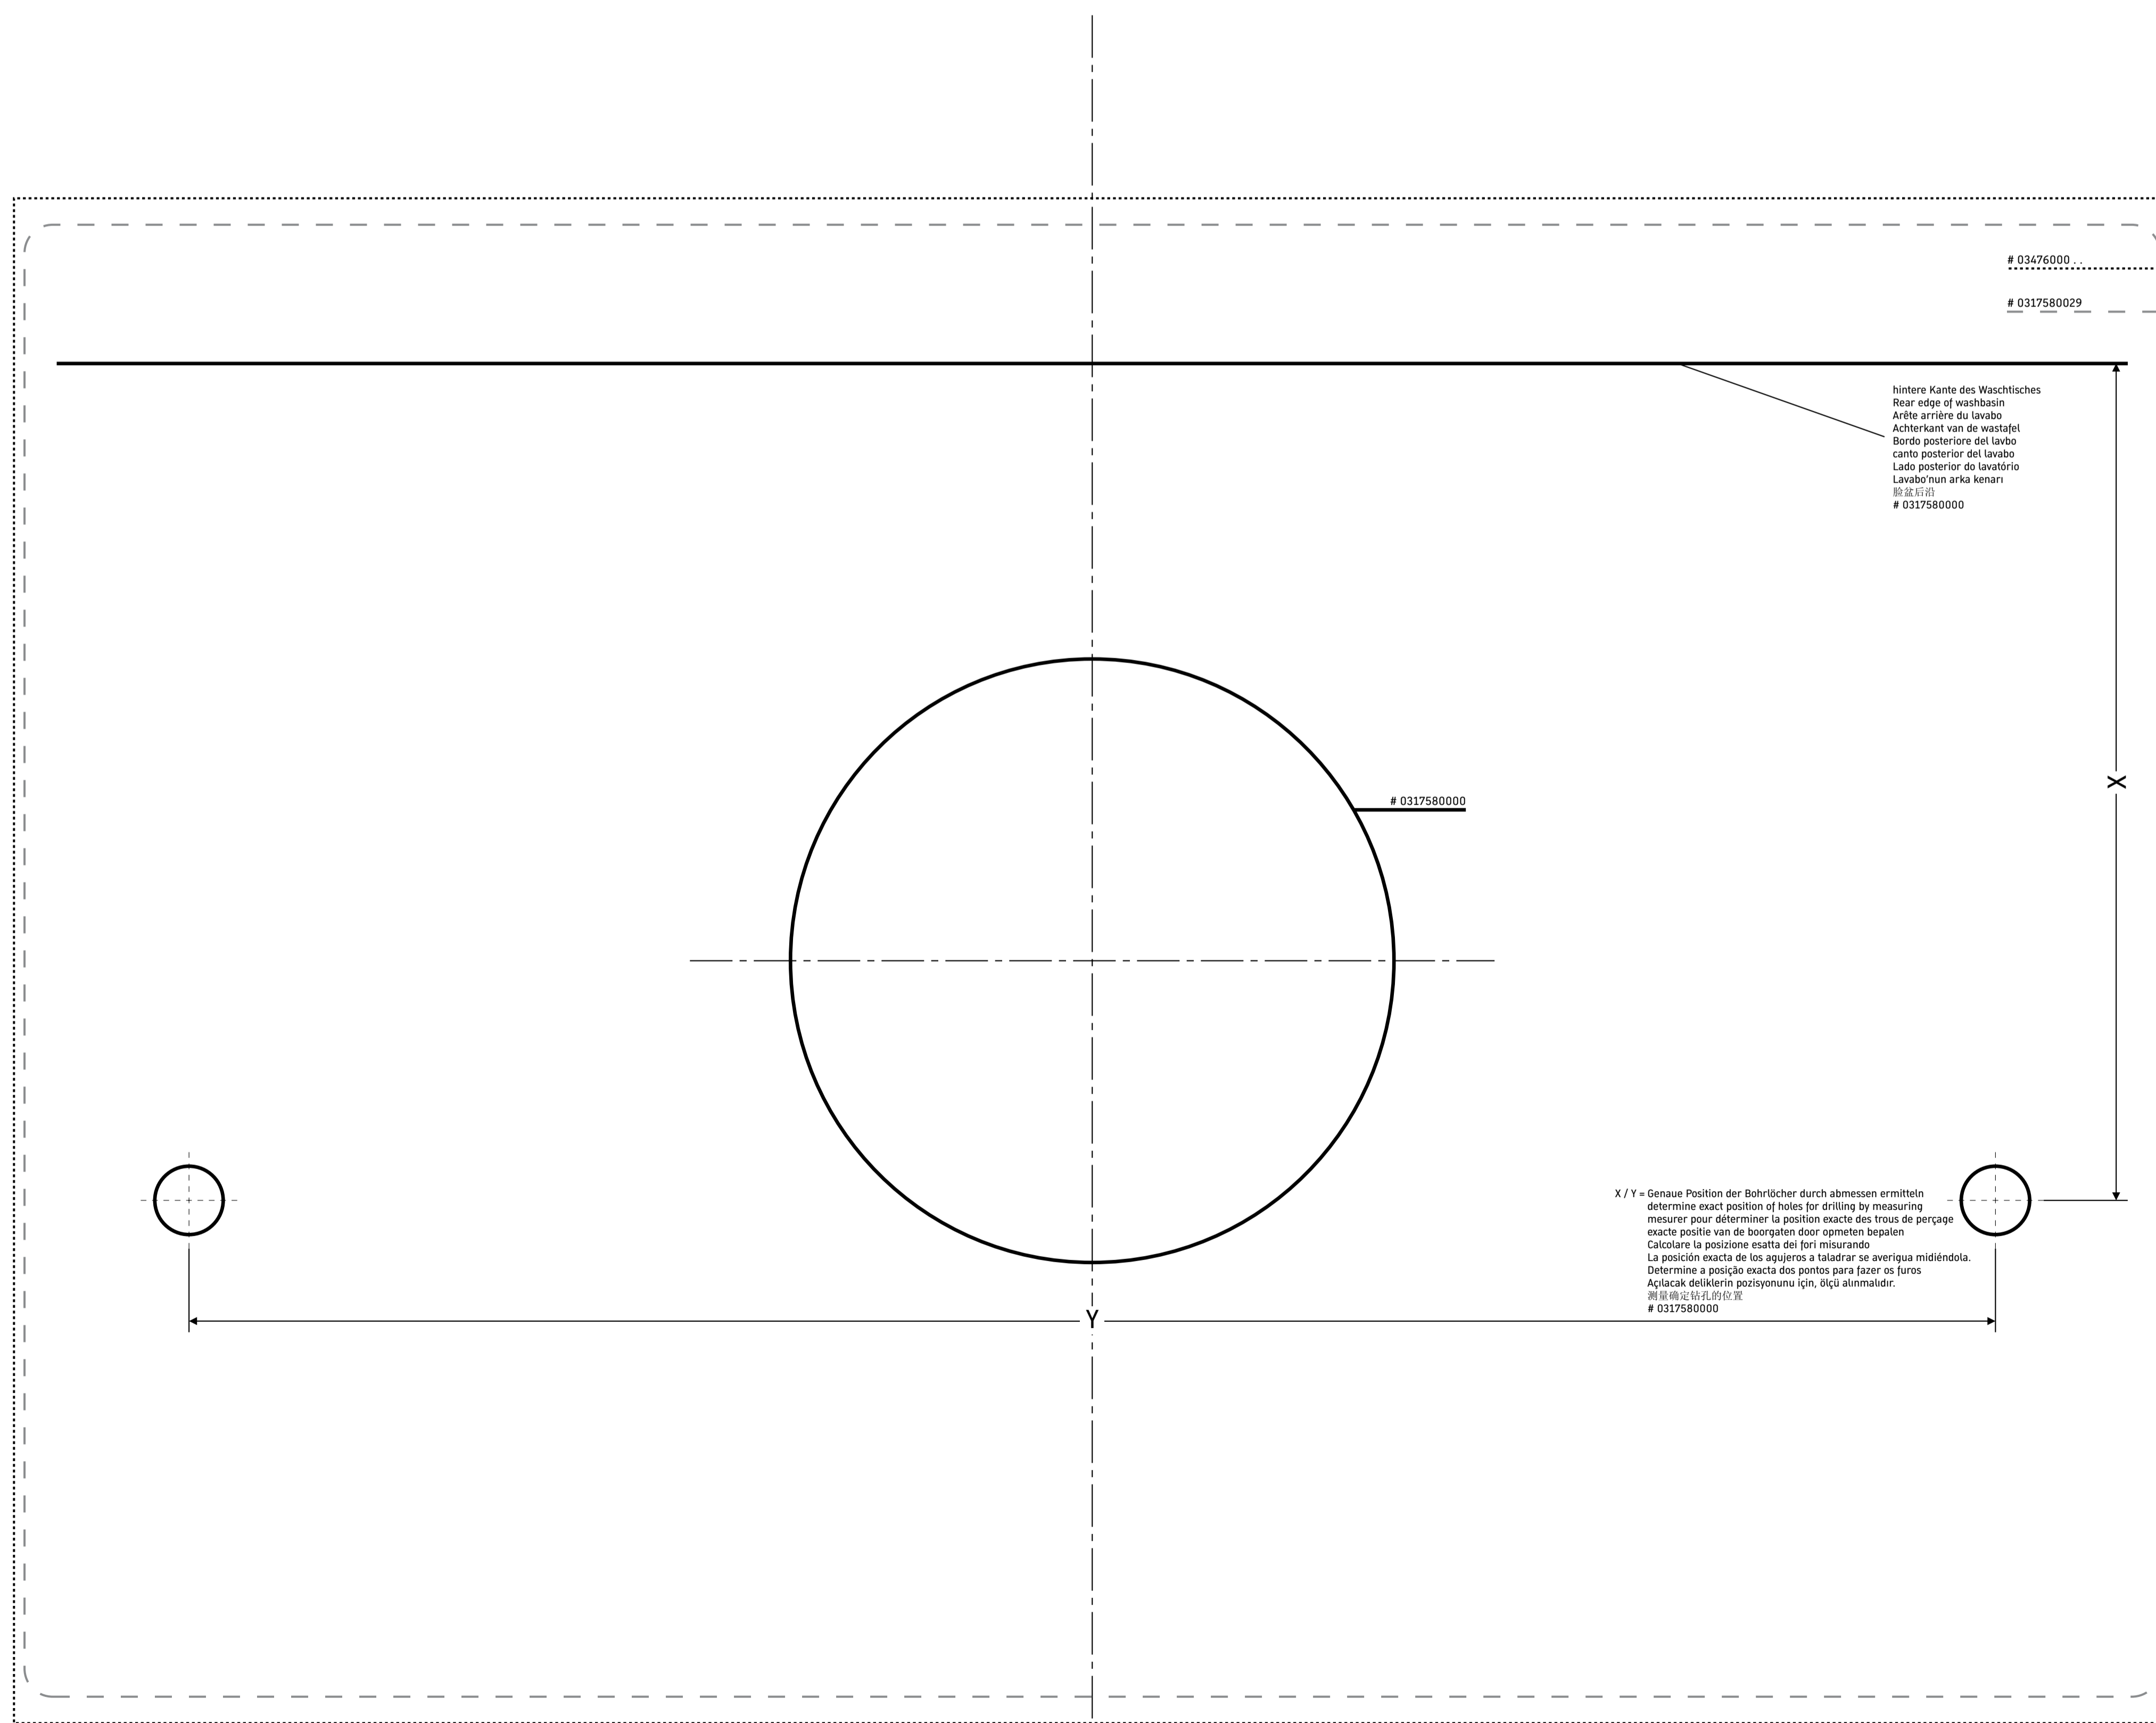 # 03476000 . .
# 0317580029
hintere Kante des Waschtisches
Rear edge of washbasin
Arête arrière du lavabo
Achterkant van de wastafel
Bordo posteriore del lavbo
canto posterior del lavabo
Lado posterior do lavatório
Lavabo'nun arka kenarı
脸盆后沿
# 0317580000
X
# 0317580000
X / Y = Genaue Position der Bohrlöcher durch abmessen ermitteln
determine exact position of holes for drilling by measuring
mesurer pour déterminer la position exacte des trous de perçage
exacte positie van de boorgaten door opmeten bepalen
Calcolare la posizione esatta dei fori misurando
La posición exacta de los agujeros a taladrar se averigua midiéndola.
Determine a posição exacta dos pontos para fazer os furos
Açılacak deliklerin pozisyonunu için, ölçü alınmalıdır.
测量确定钻孔的位置
# 0317580000
Y